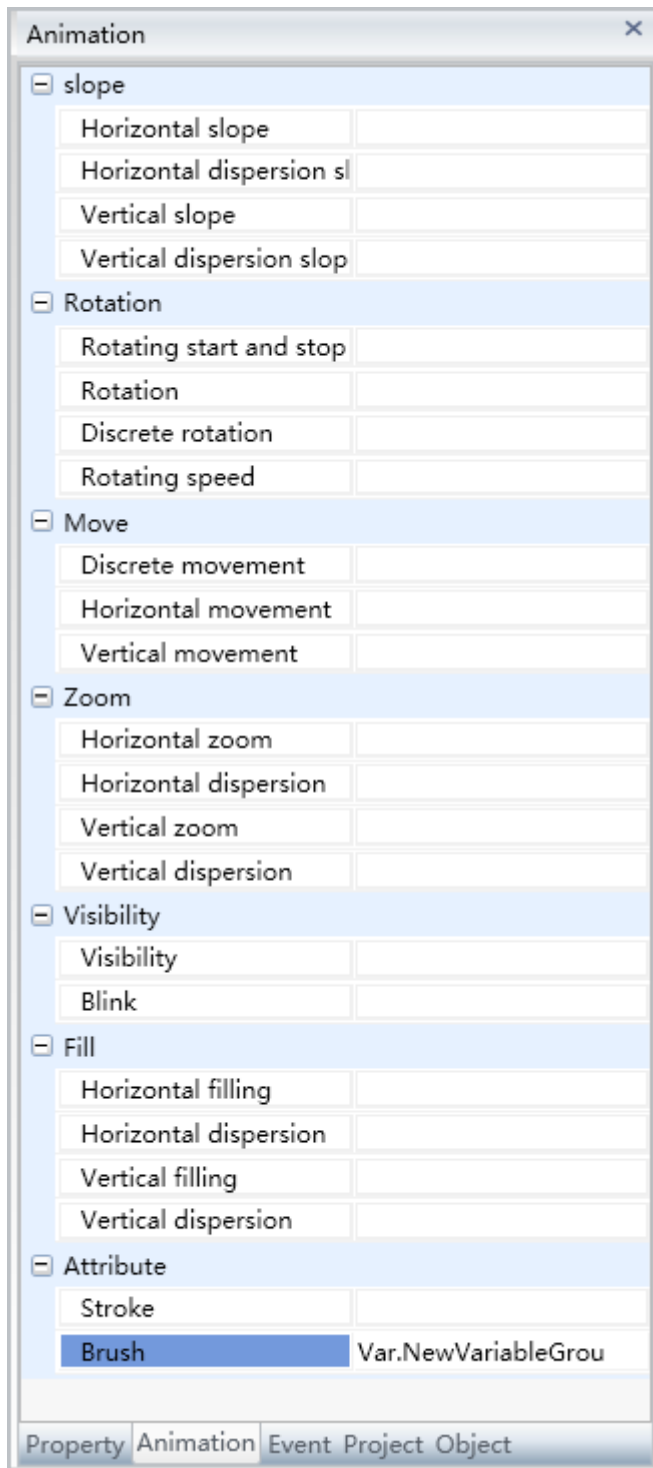 Animation
slope
Horizontal slope
Horizontal dispersion sl
Vertical slope
Vertical dispersion slop
Rotation
Rotating start and stop
Rotation
Discrete rotation
Rotating speed
Move
Discrete movement
Horizontal movement
Vertical movement
Zoom
Horizontal zoom
Horizontal dispersion
Vertical zoom
Vertical dispersion
Visibility
Visibility
Blink
Fill
Horizontal filling
Horizontal dispersion
Vertical filling
Vertical dispersion
Attribute
Stroke
Brush Var.NewVariableGrou
Property Animation Event Project Object